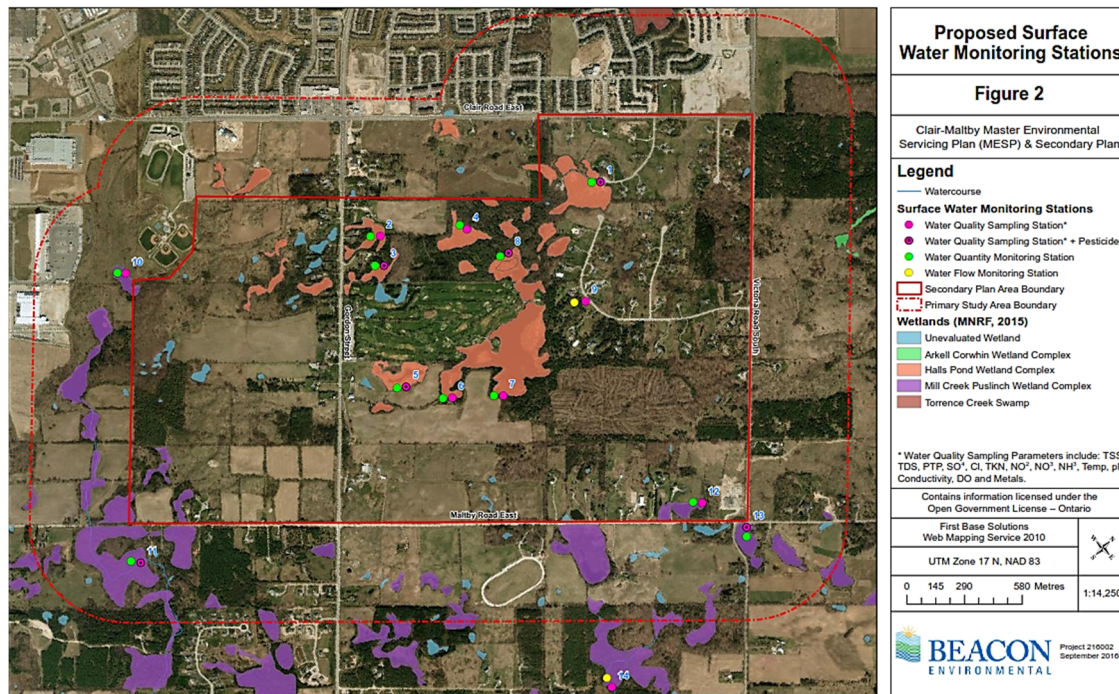 Proposed Surface
Water Monitoring Stations
Figure 2
Clair-Maltby Master Environmental
Servicing Plan (MESP) & Secondary Plan
Legend
Watercourse
Surface Water Monitoring Stations
Water Quality Sampling Station*
Water Quality Sampling Station* + Pesticide
Water Quantity Monitoring Station
Water Flow Monitoring Station
Secondary Plan Area Boundary
Primary Study Area Boundary
Wetlands (MNRF, 2015)
Unevaluated Wetland
Arkell Corwhin Wetland Complex
Halls Pond Wetland Complex
Mill Creek Puslinch Wetland Complex
Torrence Creek Swamp
* Water Quality Sampling Parameters include: TSS
TDS, PTP, SO⁴, Cl, TKN, NO², NO³, NH³, Temp, pH
Conductivity, DO and Metals.
Contains information licensed under the
Open Government License – Ontario
First Base Solutions
Web Mapping Service 2010
UTM Zone 17 N, NAD 83
0 145 290 580 Metres
1:14,250
BEACON
ENVIRONMENTAL
Project 216002
September 2016
Clair Road East
Gordon Street
Victoria Road South
Maltby Road East
1
2
3
4
8
10
9
5
6
7
12
13
11
14